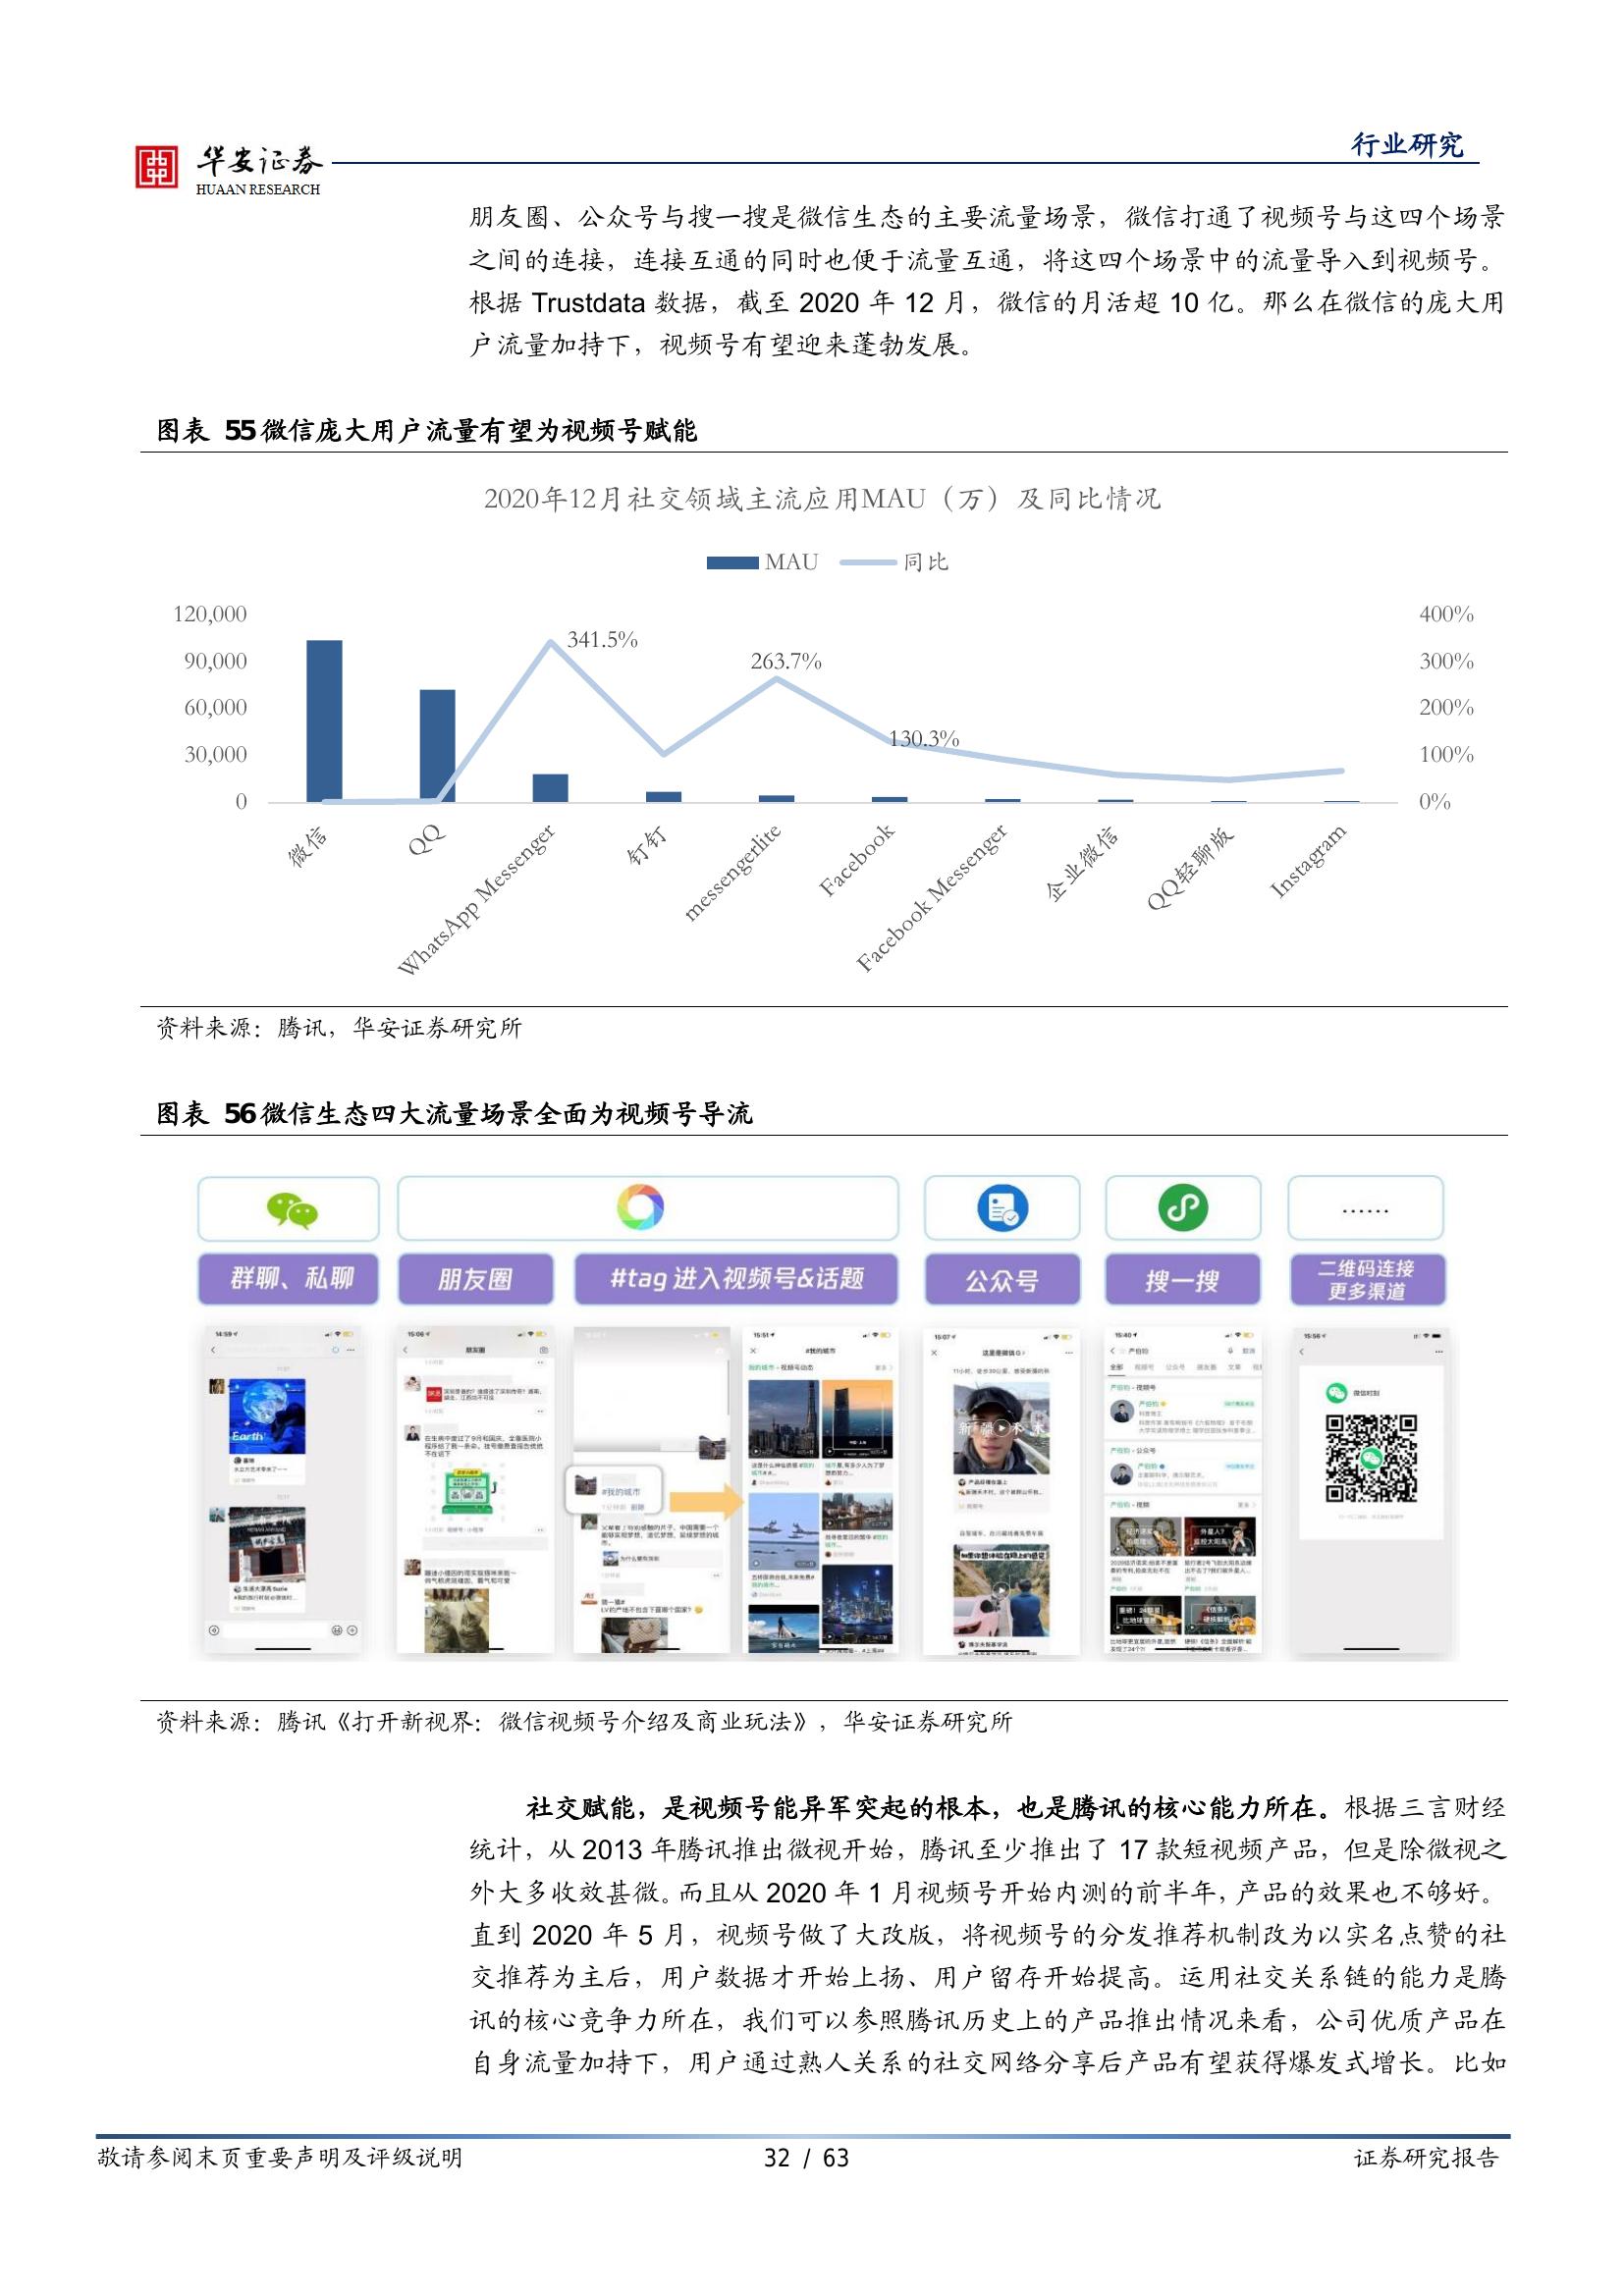 华安证券
HUAAN RESEARCH
行业研究
朋友圈、公众号与搜一搜是微信生态的主要流量场景，微信打通了视频号与这四个场景
之间的连接，连接互通的同时也便于流量互通，将这四个场景中的流量导入到视频号。
根据 Trustdata 数据，截至 2020 年 12 月，微信的月活超 10 亿。那么在微信的庞大用
户流量加持下，视频号有望迎来蓬勃发展。
图表 55 微信庞大用户流量有望为视频号赋能
2020年12月社交领域主流应用MAU（万）及同比情况
MAU 同比
120,000
90,000
60,000
30,000
0
400%
300%
200%
100%
0%
341.5%
263.7%
130.3%
微信
QQ
WhatsApp Messenger
钉钉
messengerlite
Facebook
Facebook Messenger
企业微信
QQ轻聊版
Instagram
资料来源：腾讯，华安证券研究所
图表 56 微信生态四大流量场景全面为视频号导流
……
群聊、私聊
朋友圈
#tag 进入视频号&话题
公众号
搜一搜
二维码连接
更多渠道
14:59
Earth
15:06
朋友圈
#我的城市
15:51
#我的城市
15:07
15:40
15:56
微信时刻
资料来源：腾讯《打开新视界：微信视频号介绍及商业玩法》，华安证券研究所
社交赋能，是视频号能异军突起的根本，也是腾讯的核心能力所在。根据三言财经
统计，从 2013 年腾讯推出微视开始，腾讯至少推出了 17 款短视频产品，但是除微视之
外大多收效甚微。而且从 2020 年 1 月视频号开始内测的前半年，产品的效果也不够好。
直到 2020 年 5 月，视频号做了大改版，将视频号的分发推荐机制改为以实名点赞的社
交推荐为主后，用户数据才开始上扬、用户留存开始提高。运用社交关系链的能力是腾
讯的核心竞争力所在，我们可以参照腾讯历史上的产品推出情况来看，公司优质产品在
自身流量加持下，用户通过熟人关系的社交网络分享后产品有望获得爆发式增长。比如
敬请参阅末页重要声明及评级说明
32 / 63
证券研究报告